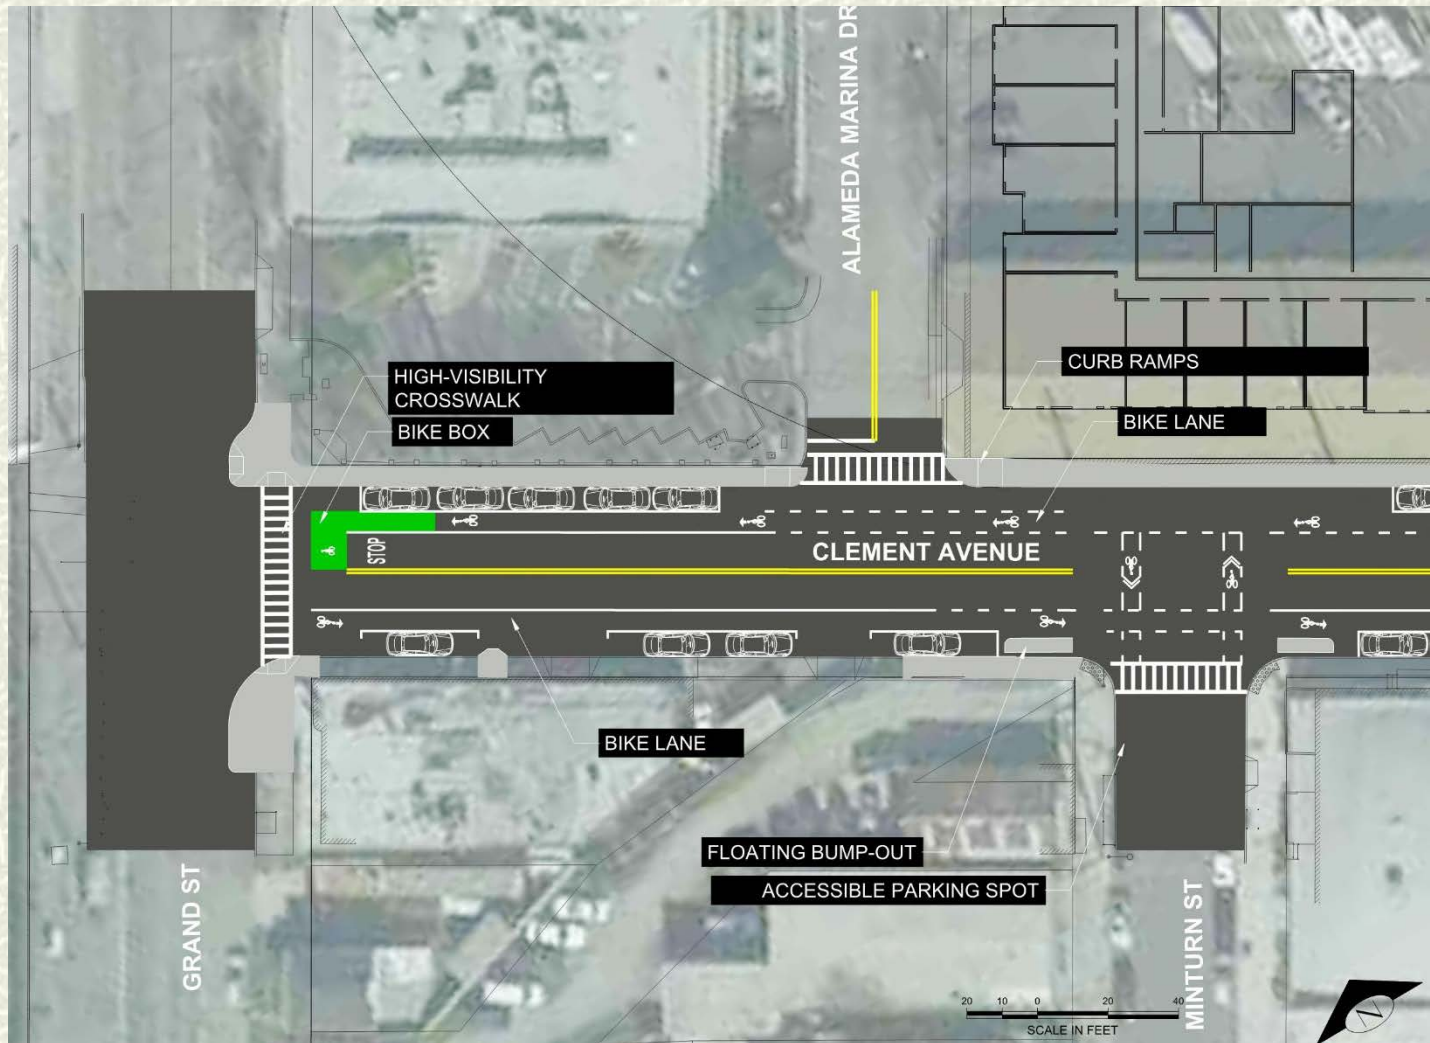 ALAMEDA MARINA DR
HIGH-VISIBILITY
CROSSWALK
BIKE BOX
CURB RAMPS
BIKE LANE
STOP
CLEMENT AVENUE
BIKE LANE
FLOATING BUMP-OUT
ACCESSIBLE PARKING SPOT
GRAND ST
MINTURN ST
20 10 0 20 40
SCALE IN FEET
N